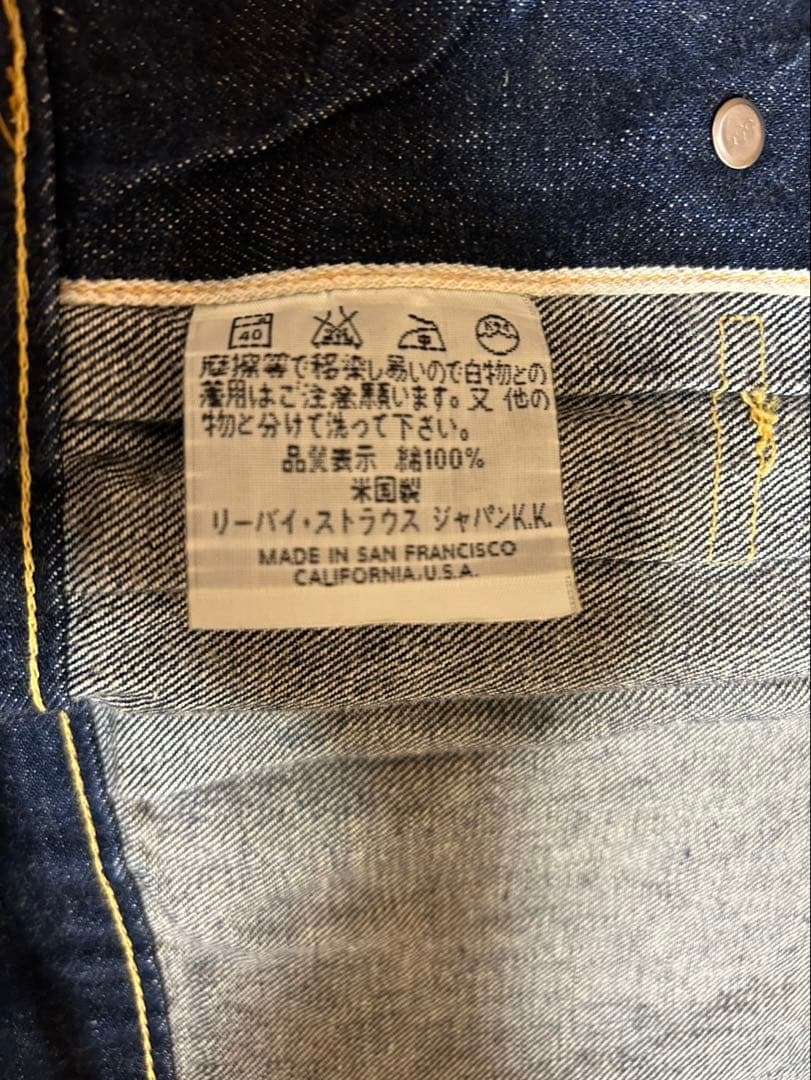 40
中
摩擦等で移染し易いので白物との
着用はご注意願います。又 他の
物と分けて洗って下さい。
品質表示 綿100%
米国製
リーバイ・ストラウス ジャパンK.K.
MADE IN SAN FRANCISCO
CALIFORNIA,U.S.A.